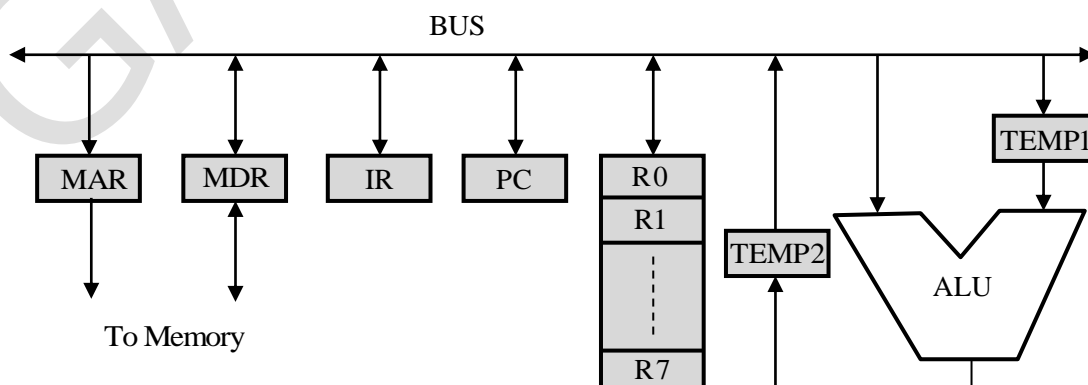 BUS
TEMP1
MAR
MDR
IR
PC
R0
R1
TEMP2
ALU
To Memory
R7